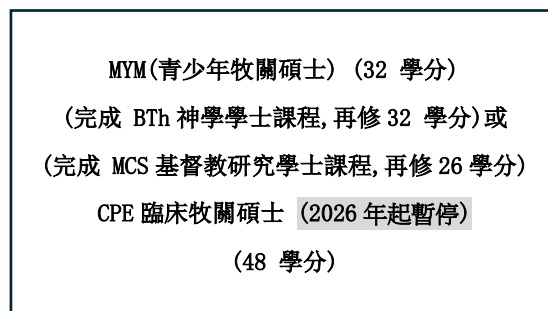 MYM(青少年牧關碩士) (32 學分)
(完成 BTh 神學學士課程,再修 32 學分)或
(完成 MCS 基督教研究學士課程,再修 26 學分)
CPE 臨床牧關碩士 (2026 年起暫停)
(48 學分)